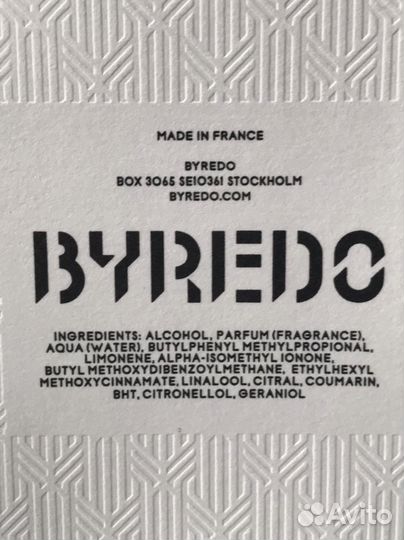 MADE IN FRANCE
BYREDO
BOX 3065 SE10361 STOCKHOLM
BYREDO.COM
BYREDO
INGREDIENTS: ALCOHOL, PARFUM (FRAGRANCE),
AQUA (WATER), BUTYLPHENYL METHYLPROPIONAL,
LIMONENE, ALPHA-ISOMETHYL IONONE,
BUTYL METHOXYDIBENZOYLMETHANE, ETHYLHEXYL
METHOXYCINNAMATE, LINALOOL, CITRAL, COUMARIN,
BHT, CITRONELLOL, GERANIOL
Avito